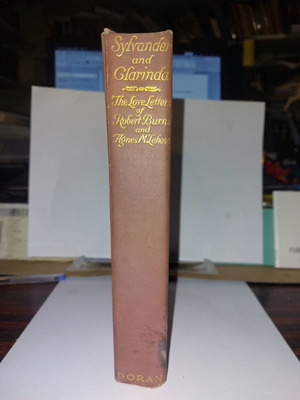 Sylvander
and
Clarinda
The Love Letters
of
Robert Burns
and
Agnes M. Lehose
DORAN